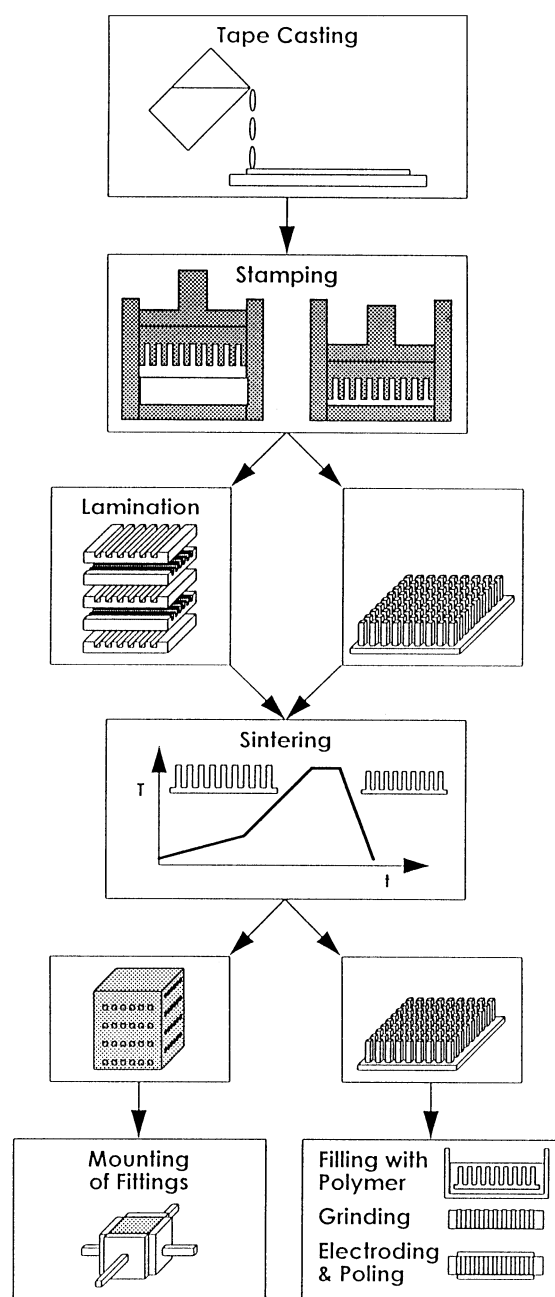 Tape Casting
Stamping
Lamination
Sintering
T
t
Mounting
of Fittings
Filling with
Polymer
Grinding
Electroding
& Poling